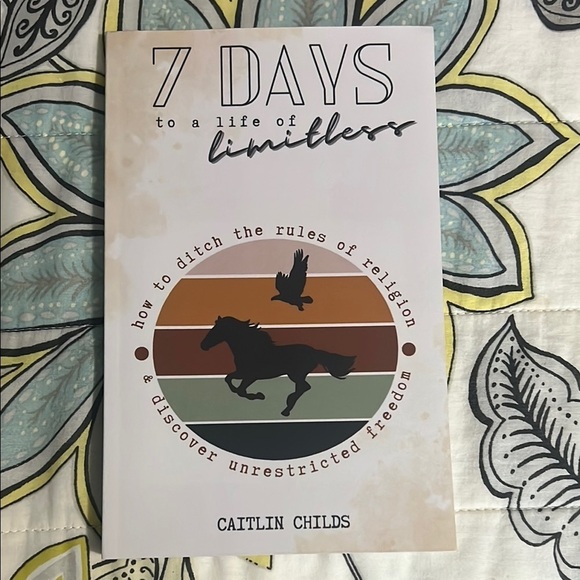 7 DAYS
to a life of
limitless
how to ditch the rules of religion
& discover unrestricted freedom
CAITLIN CHILDS